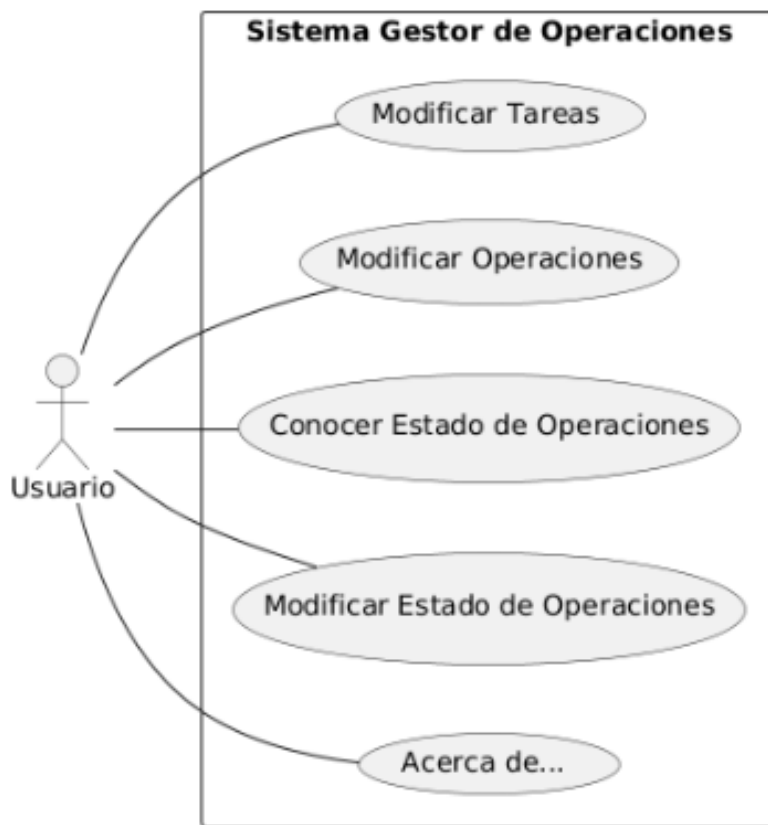 Sistema Gestor de Operaciones
Modificar Tareas
Modificar Operaciones
Conocer Estado de Operaciones
Usuario
Modificar Estado de Operaciones
Acerca de...